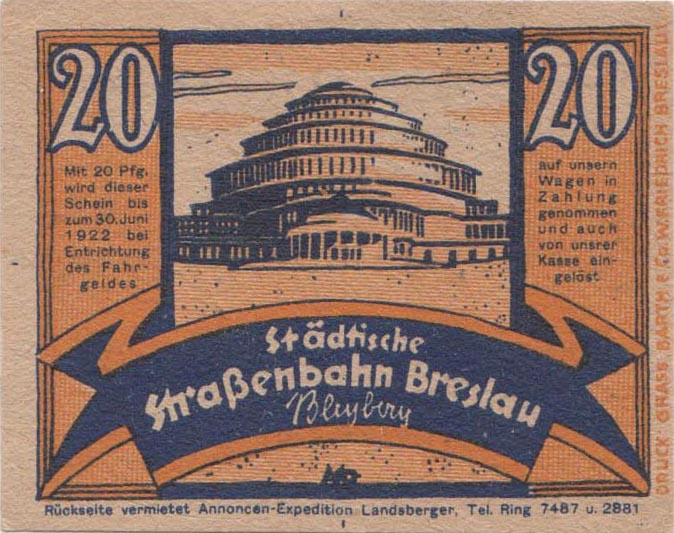 20
20
Mit 20 Pfg.
wird dieser
Schein bis
zum 30. Juni
1922 bei
Entrichtung
des Fahr-
geldes
auf unsern
Wagen in
Zahlung
genommen
und auch
von unsrer
Kasse ein-
gelöst
Städtische
Straßenbahn Breslau
Rückseite vermietet Annoncen-Expedition Landsberger, Tel. Ring 7487 u. 2881
DRUCK GRASS, BARTH & Co. W. FRIEDRICH BRESLAU